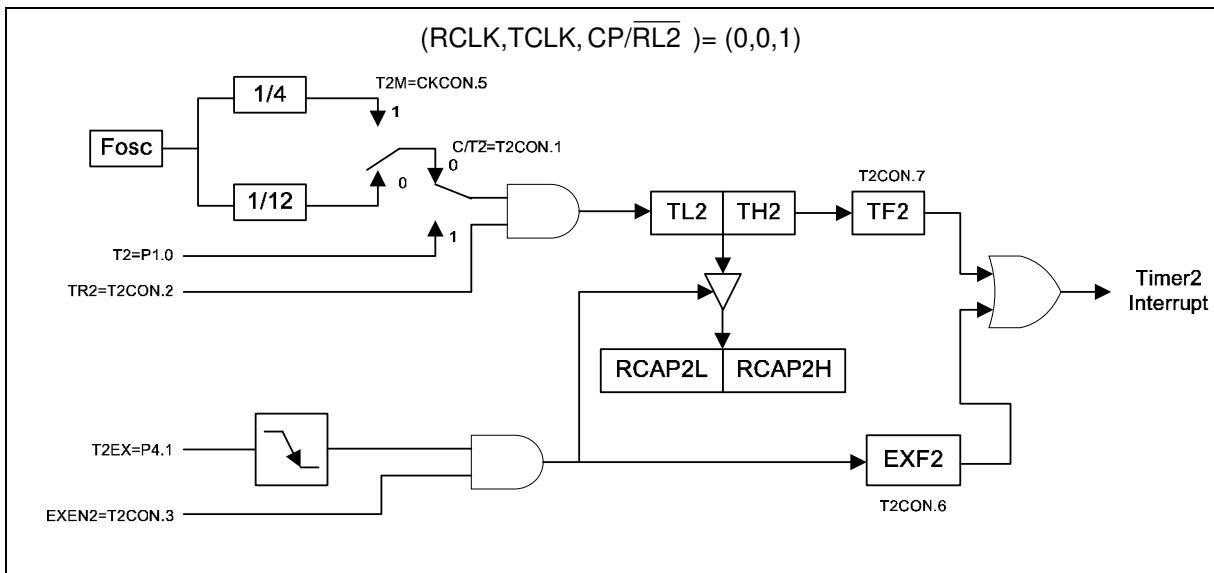 (RCLK,TCLK, CP/R̅L̅2̅ )= (0,0,1)
T2M=CKCON.5
1/4
1
Fosc
C/T̅2̅=T2CON.1
0
0
1/12
T2CON.7
TL2
TH2
TF2
1
T2=P1.0
TR2=T2CON.2
Timer2
Interrupt
RCAP2L
RCAP2H
T2EX=P4.1
EXF2
T2CON.6
EXEN2=T2CON.3